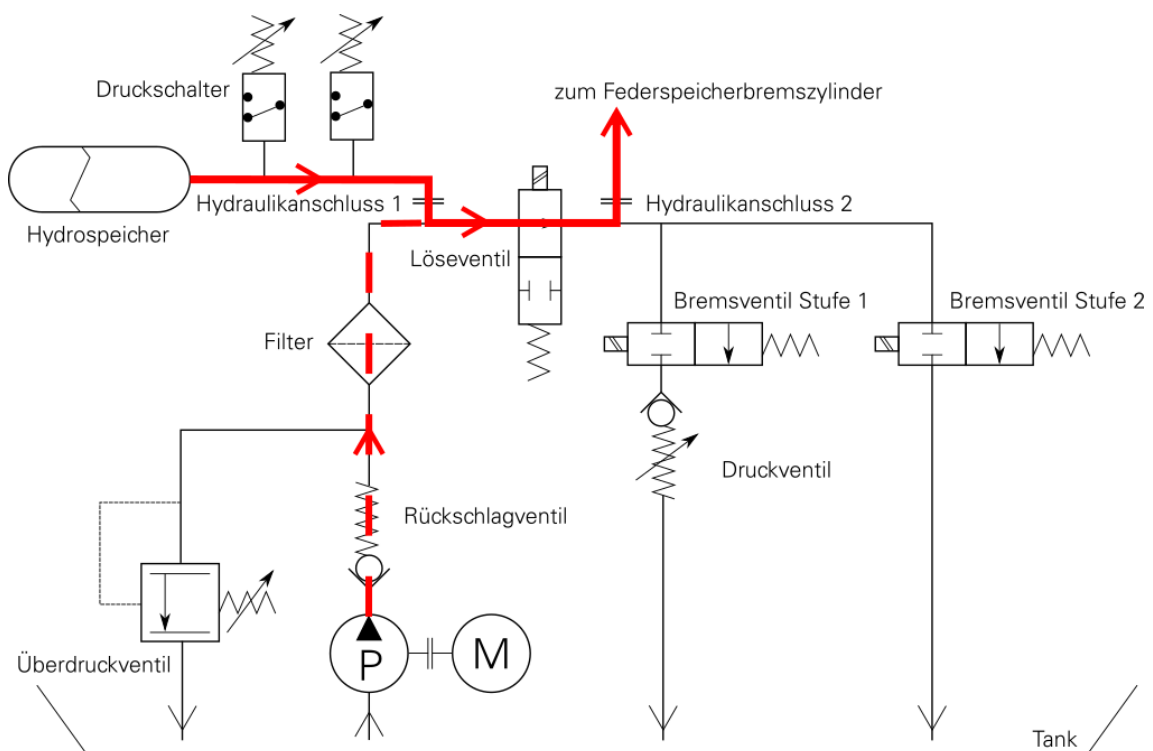 Druckschalter
zum Federspeicherbremszylinder
Hydraulikanschluss 1
Hydraulikanschluss 2
Hydrospeicher
Löseventil
Bremsventil Stufe 1
Bremsventil Stufe 2
Filter
Druckventil
Rückschlagventil
P
M
Überdruckventil
Tank